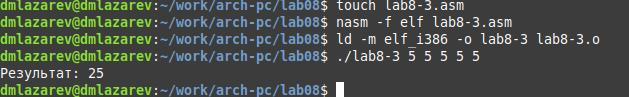 dmlazarev@dmlazarev:~/work/arch-pc/lab08$ touch lab8-3.asm
dmlazarev@dmlazarev:~/work/arch-pc/lab08$ nasm -f elf lab8-3.asm
dmlazarev@dmlazarev:~/work/arch-pc/lab08$ ld -m elf_i386 -o lab8-3 lab8-3.o
dmlazarev@dmlazarev:~/work/arch-pc/lab08$ ./lab8-3 5 5 5 5 5
Результат: 25
dmlazarev@dmlazarev:~/work/arch-pc/lab08$